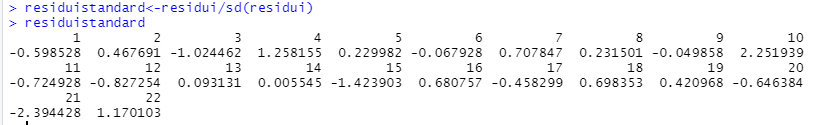 > residuistandard<-residui/sd(residui)
> residuistandard
1 2 3 4 5 6 7 8 9 10
-0.598528 0.467691 -1.024462 1.258155 0.229982 -0.067928 0.707847 0.231501 -0.049858 2.251939
11 12 13 14 15 16 17 18 19 20
-0.724928 -0.827254 0.093131 0.005545 -1.423903 0.680757 -0.458299 0.698353 0.420968 -0.646384
21 22
-2.394428 1.170103